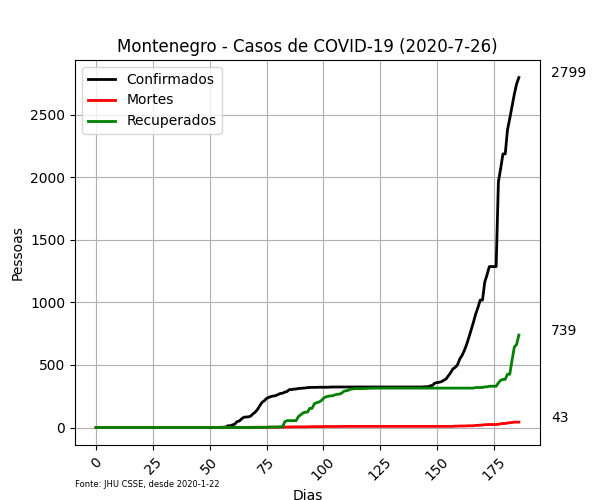 Montenegro - Casos de COVID-19 (2020-7-26)
Confirmados
Mortes
Recuperados
2799
739
43
Pessoas
2500
2000
1500
1000
500
0
0 25 50 75 100 125 150 175
Fonte: JHU CSSE, desde 2020-1-22
Dias